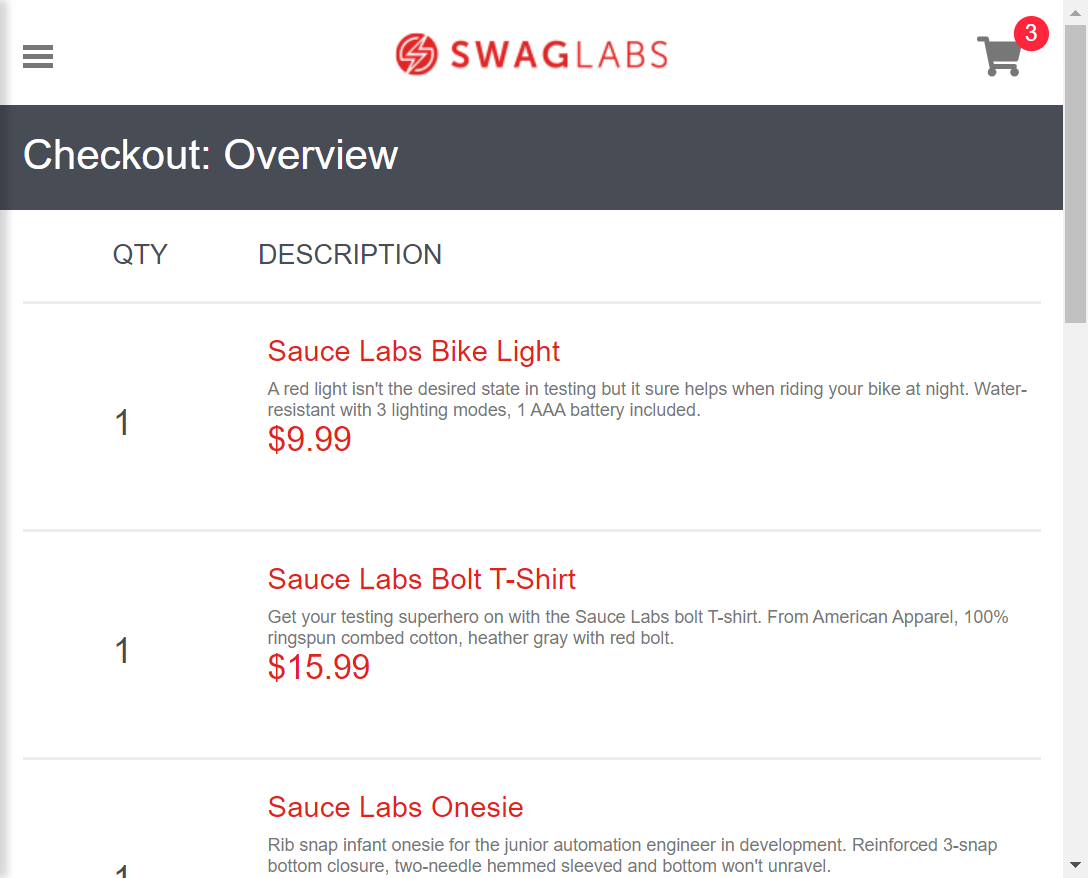 SWAGLABS
3
Checkout: Overview
QTY DESCRIPTION
Sauce Labs Bike Light
A red light isn't the desired state in testing but it sure helps when riding your bike at night. Water-
resistant with 3 lighting modes, 1 AAA battery included.
1
$9.99
Sauce Labs Bolt T-Shirt
Get your testing superhero on with the Sauce Labs bolt T-shirt. From American Apparel, 100%
ringspun combed cotton, heather gray with red bolt.
1
$15.99
Sauce Labs Onesie
Rib snap infant onesie for the junior automation engineer in development. Reinforced 3-snap
bottom closure, two-needle hemmed sleeved and bottom won't unravel.
1